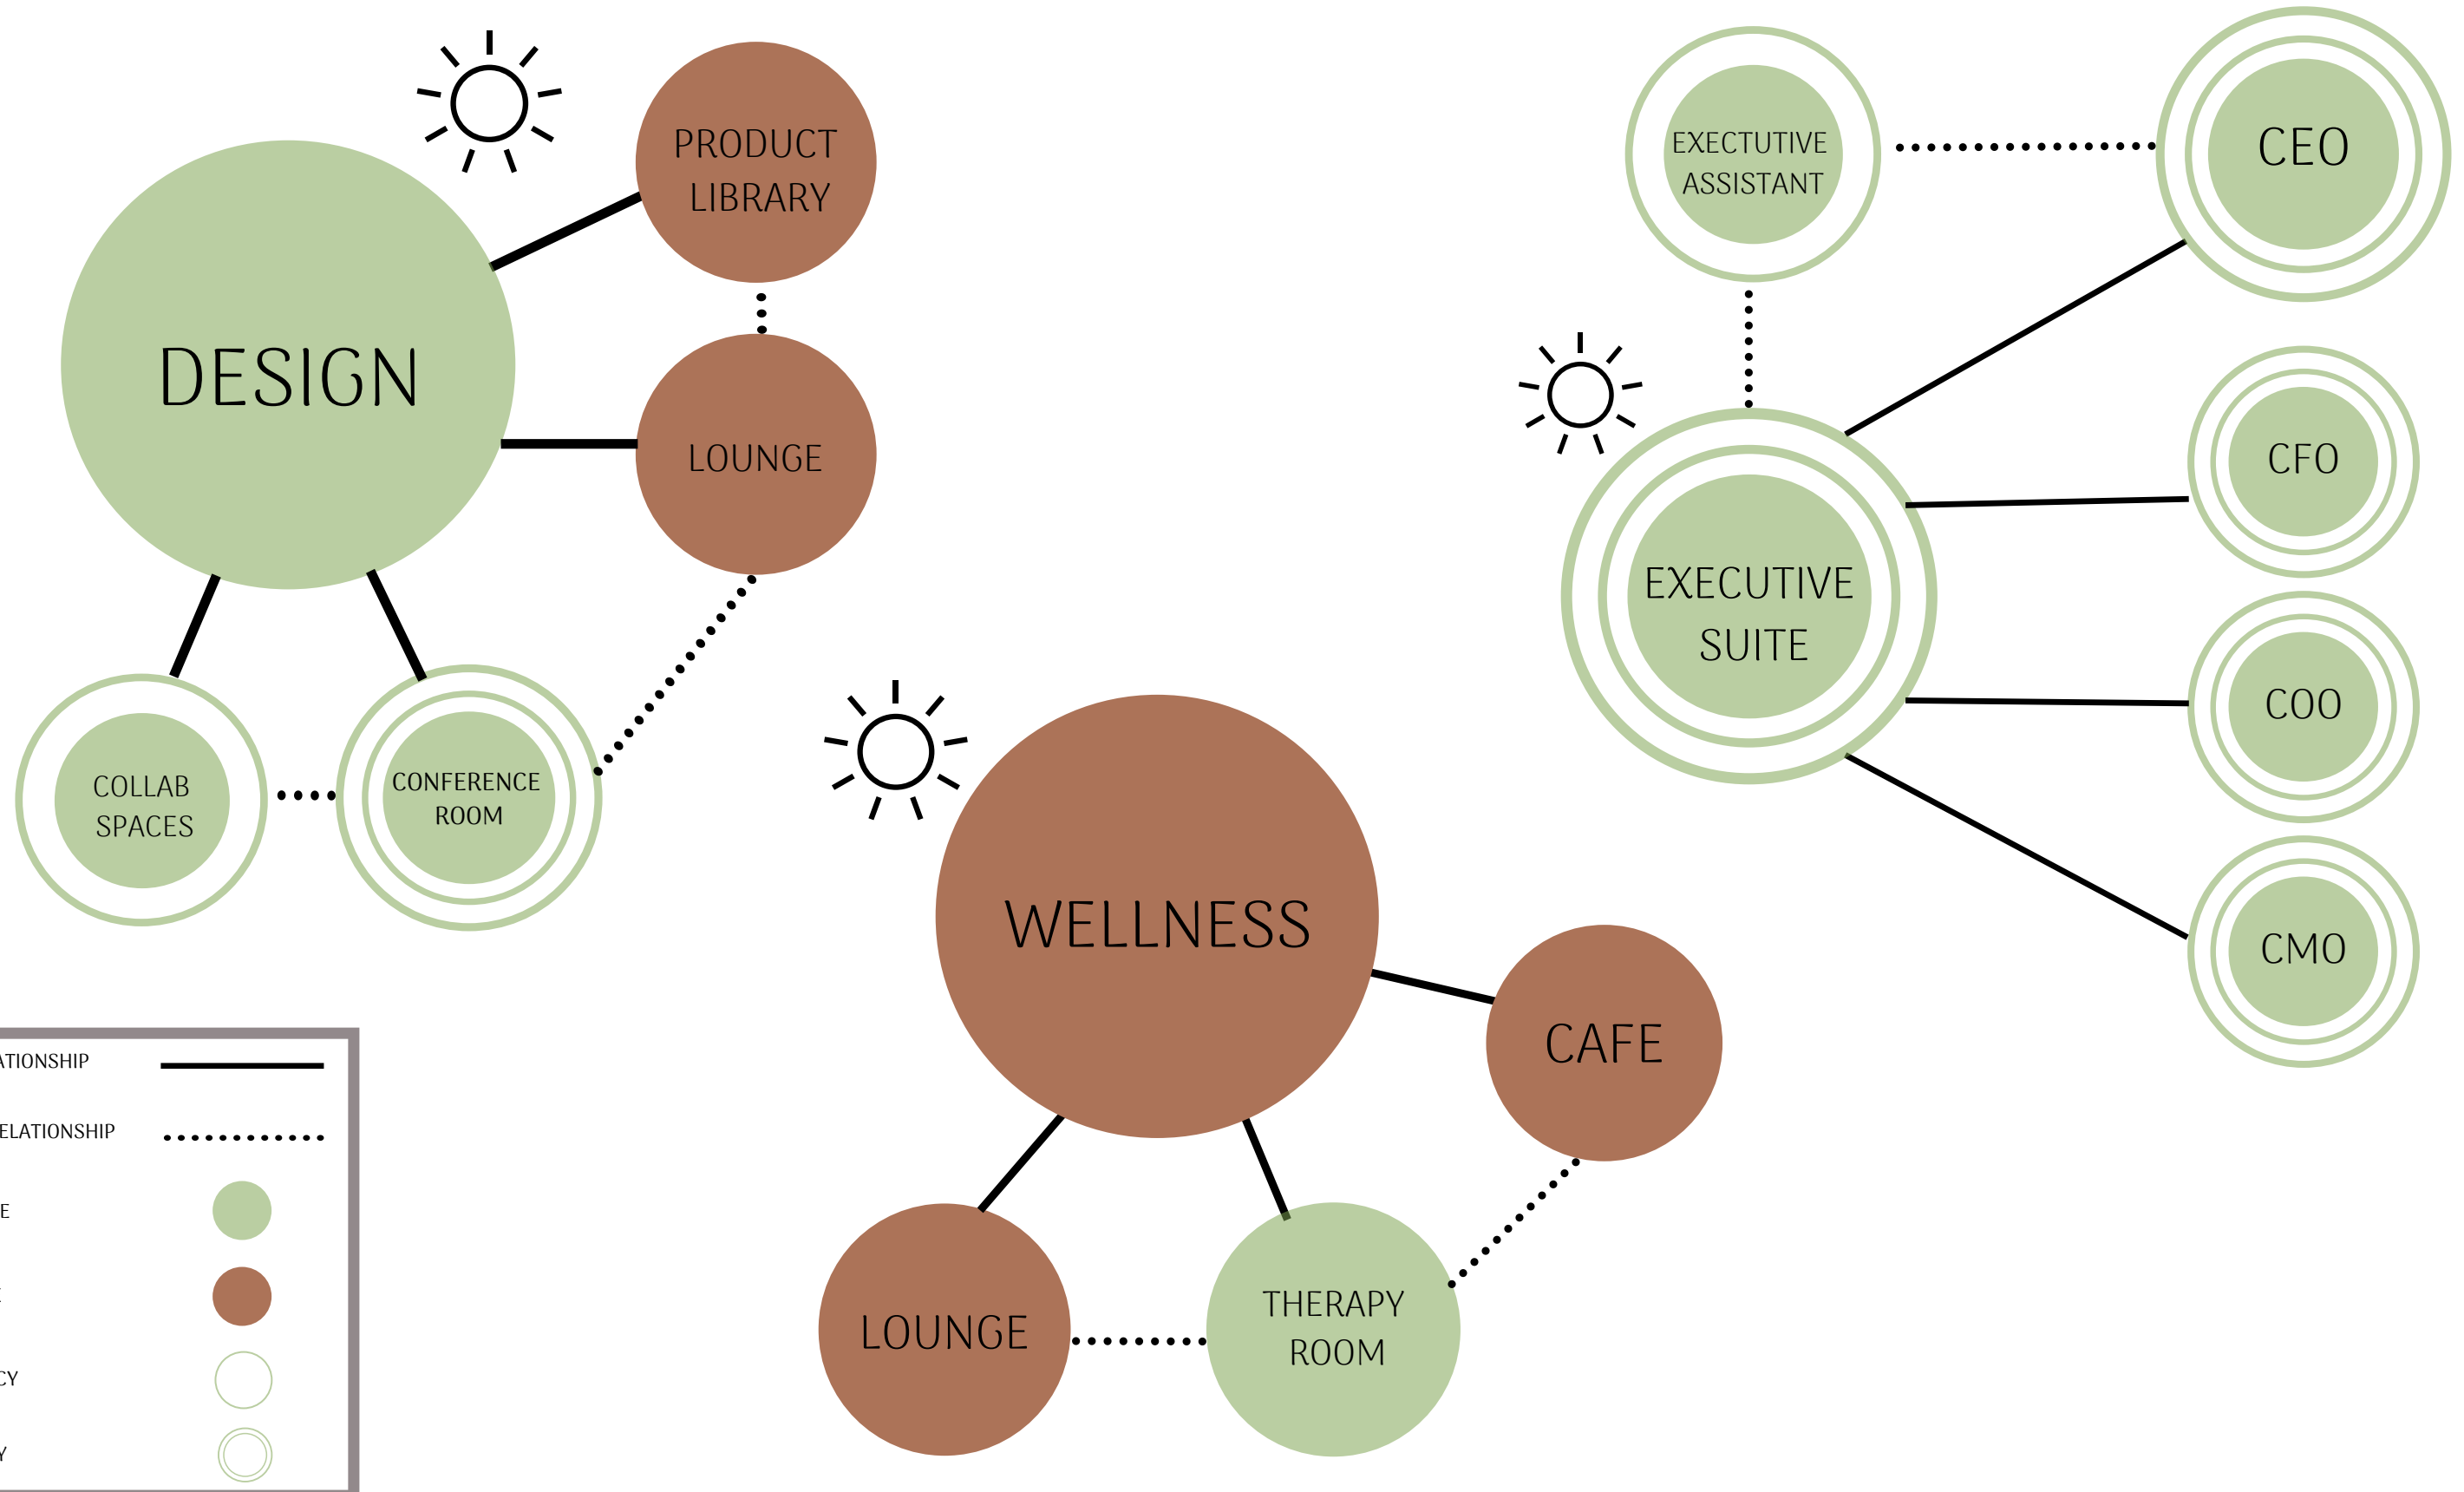 PRODUCT
LIBRARY
DESIGN
LOUNGE
COLLAB
SPACES
CONFERENCE
ROOM
EXECTUTIVE
ASSISTANT
CEO
CFO
EXECUTIVE
SUITE
COO
CMO
WELLNESS
CAFE
LOUNGE
THERAPY
ROOM
ATIONSHIP
ELATIONSHIP
E
E
CY
Y